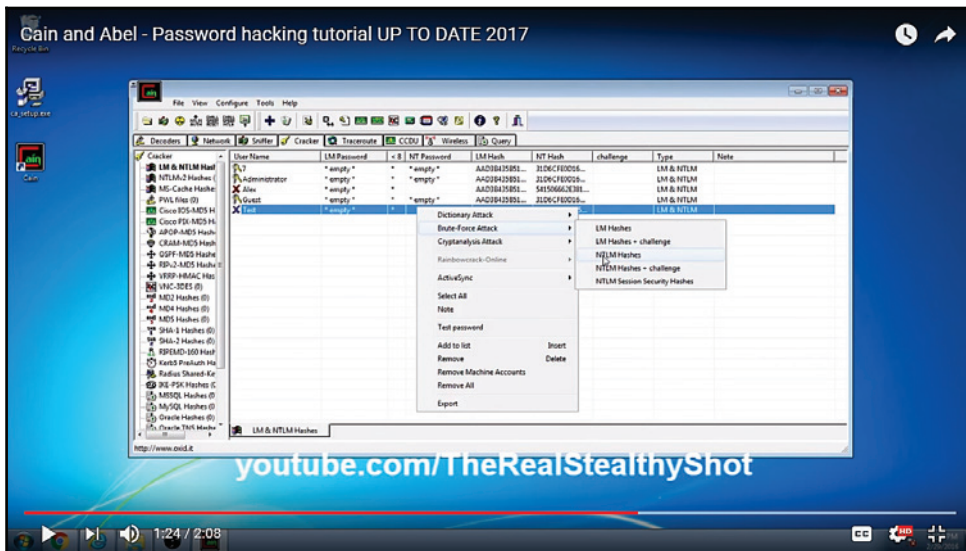 Cain and Abel - Password hacking tutorial UP TO DATE 2017
Recycle Bin
ca_setup.exe
Cain
File View Configure Tools Help
Decoders Network Sniffer Cracker Traceroute CCDU Wireless Query
Cracker
LM & NTLM Hash
NTLMv2 Hashes (
MS-Cache Hashe
PWL files (0)
Cisco IOS-MD5 H
Cisco PIX-MD5 H
APOP-MD5 Hash
CRAM-MD5 Hash
OSPF-MD5 Hashe
RIPv2-MD5 Hashe
VRRP-HMAC Has
VNC-3DES (0)
MD2 Hashes (0)
MD4 Hashes (0)
MD5 Hashes (0)
SHA-1 Hashes (0)
SHA-2 Hashes (0)
RIPEMD-160 Hash
Kerb5 PreAuth Ha
Radius Shared-Ke
IKE-PSK Hashes (
MSSQL Hashes (0
MySQL Hashes (0
Oracle Hashes (0)
Oracle TNS Hashe
User Name LM Password < 8 NT Password LM Hash NT Hash challenge Type Note
7 * empty * * * empty * AAD3B435B51... 31D6CFE0D16... LM & NTLM
Administrator * empty * * * empty * AAD3B435B51... 31D6CFE0D16... LM & NTLM
Alex * empty * * AAD3B435B51... 541506662E3B1... LM & NTLM
Guest * empty * * * empty * AAD3B435B51... 31D6CFE0D16... LM & NTLM
Test * empty * * LM & NTLM
Dictionary Attack
Brute-Force Attack
Cryptanalysis Attack
Rainbowcrack-Online
ActiveSync
Select All
Note
Test password
Add to list Insert
Remove Delete
Remove Machine Accounts
Remove All
Export
LM Hashes
LM Hashes + challenge
NTLM Hashes
NTLM Hashes + challenge
NTLM Session Security Hashes
LM & NTLM Hashes
http://www.oxid.it
youtube.com/TheRealStealthyShot
1:24 / 2:08
CC
HD